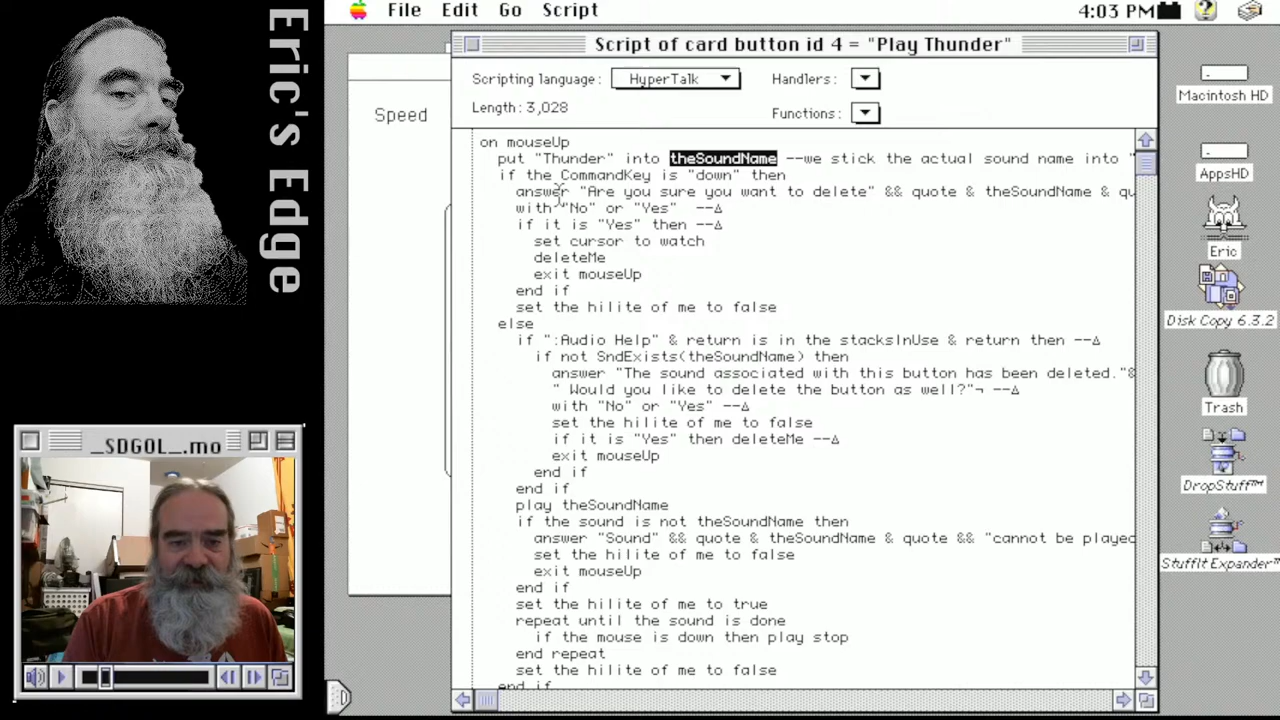 Eric's Edge
File Edit Go Script
4:03 PM
Script of card button id 4 = "Play Thunder"
Scripting language: HyperTalk Handlers:
Length: 3,028 Functions:
Speed
on mouseUp
put "Thunder" into theSoundName --we stick the actual sound name into "
if the CommandKey is "down" then
answer "Are you sure you want to delete" && quote & theSoundName & qu
with "No" or "Yes" --∆
if it is "Yes" then --∆
set cursor to watch
deleteMe
exit mouseUp
end if
set the hilite of me to false
else
if ":Audio Help" & return is in the stacksInUse & return then --∆
if not SndExists(theSoundName) then
answer "The sound associated with this button has been deleted."&
" Would you like to delete the button as well?"¬ --∆
with "No" or "Yes" --∆
set the hilite of me to false
if it is "Yes" then deleteMe --∆
exit mouseUp
end if
end if
play theSoundName
if the sound is not theSoundName then
answer "Sound" && quote & theSoundName & quote && "cannot be played
set the hilite of me to false
exit mouseUp
end if
set the hilite of me to true
repeat until the sound is done
if the mouse is down then play stop
end repeat
set the hilite of me to false
end if
Macintosh HD
AppsHD
Eric
Disk Copy 6.3.2
Trash
DropStuff™
StuffIt Expander™
_SDGOL_.mo